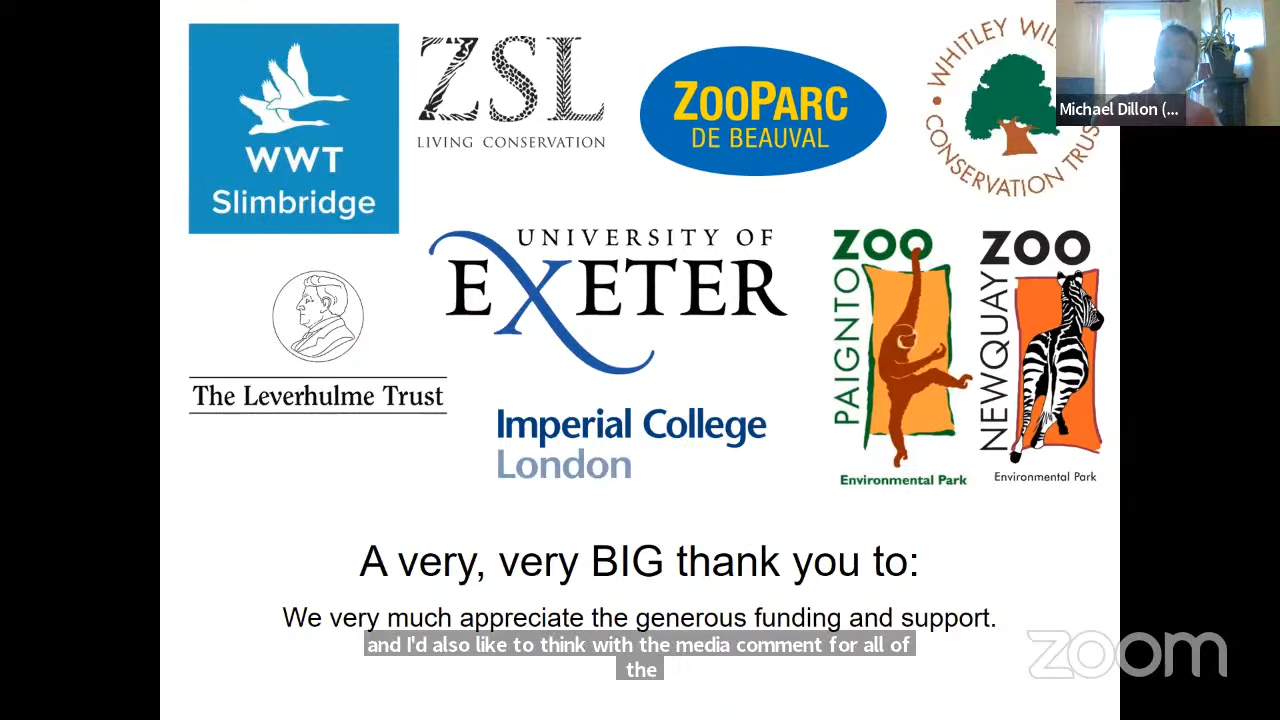 WWT
Slimbridge
ZSL
LIVING CONSERVATION
ZOOPARC
DE BEAUVAL
WHITLEY WIL
CONSERVATION TRUS
Michael Dillon (...
The Leverhulme Trust
UNIVERSITY OF
EXETER
Imperial College
London
ZOO
PAIGNTO
Environmental Park
ZOO
NEWQUAY
Environmental Park
A very, very BIG thank you to:
We very much appreciate the generous funding and support.
and I'd also like to think with the media comment for all of
the
zoom